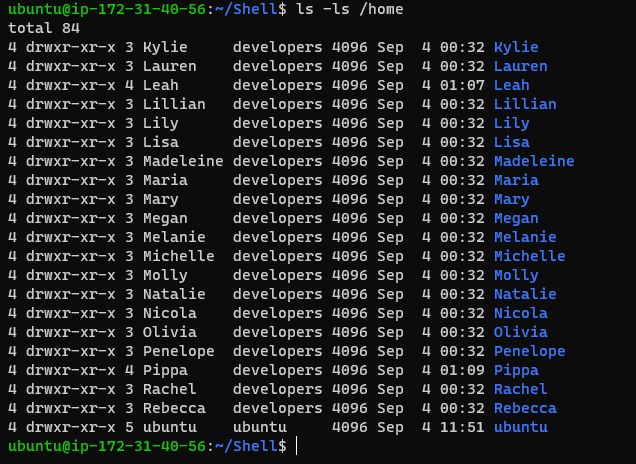 ubuntu@ip-172-31-40-56:~/Shell$ ls -ls /home
total 84
4 drwxr-xr-x 3 Kylie     developers 4096 Sep  4 00:32 Kylie
4 drwxr-xr-x 3 Lauren    developers 4096 Sep  4 00:32 Lauren
4 drwxr-xr-x 4 Leah      developers 4096 Sep  4 01:07 Leah
4 drwxr-xr-x 3 Lillian   developers 4096 Sep  4 00:32 Lillian
4 drwxr-xr-x 3 Lily      developers 4096 Sep  4 00:32 Lily
4 drwxr-xr-x 3 Lisa      developers 4096 Sep  4 00:32 Lisa
4 drwxr-xr-x 3 Madeleine developers 4096 Sep  4 00:32 Madeleine
4 drwxr-xr-x 3 Maria     developers 4096 Sep  4 00:32 Maria
4 drwxr-xr-x 3 Mary      developers 4096 Sep  4 00:32 Mary
4 drwxr-xr-x 3 Megan     developers 4096 Sep  4 00:32 Megan
4 drwxr-xr-x 3 Melanie   developers 4096 Sep  4 00:32 Melanie
4 drwxr-xr-x 3 Michelle  developers 4096 Sep  4 00:32 Michelle
4 drwxr-xr-x 3 Molly     developers 4096 Sep  4 00:32 Molly
4 drwxr-xr-x 3 Natalie   developers 4096 Sep  4 00:32 Natalie
4 drwxr-xr-x 3 Nicola    developers 4096 Sep  4 00:32 Nicola
4 drwxr-xr-x 3 Olivia    developers 4096 Sep  4 00:32 Olivia
4 drwxr-xr-x 3 Penelope  developers 4096 Sep  4 00:32 Penelope
4 drwxr-xr-x 4 Pippa     developers 4096 Sep  4 01:09 Pippa
4 drwxr-xr-x 3 Rachel    developers 4096 Sep  4 00:32 Rachel
4 drwxr-xr-x 3 Rebecca   developers 4096 Sep  4 00:32 Rebecca
4 drwxr-xr-x 5 ubuntu    ubuntu     4096 Sep  4 11:51 ubuntu
ubuntu@ip-172-31-40-56:~/Shell$